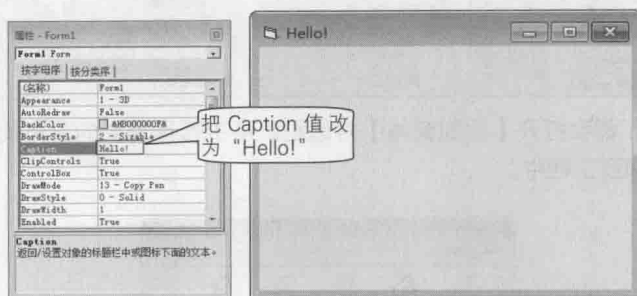 属性 - Form1
Form1 Form
按字母序 按分类序
(名称) Form1
Appearance 1 - 3D
AutoRedraw False
BackColor &H8000000F&
BorderStyle 2 - Sizable
Caption Hello!
ClipControls True
ControlBox True
DrawMode 13 - Copy Pen
DrawStyle 0 - Solid
DrawWidth 1
Enabled True
Caption
返回/设置对象的标题栏中或图标下面的文本。
把 Caption 值改
为 “Hello!”
Hello!